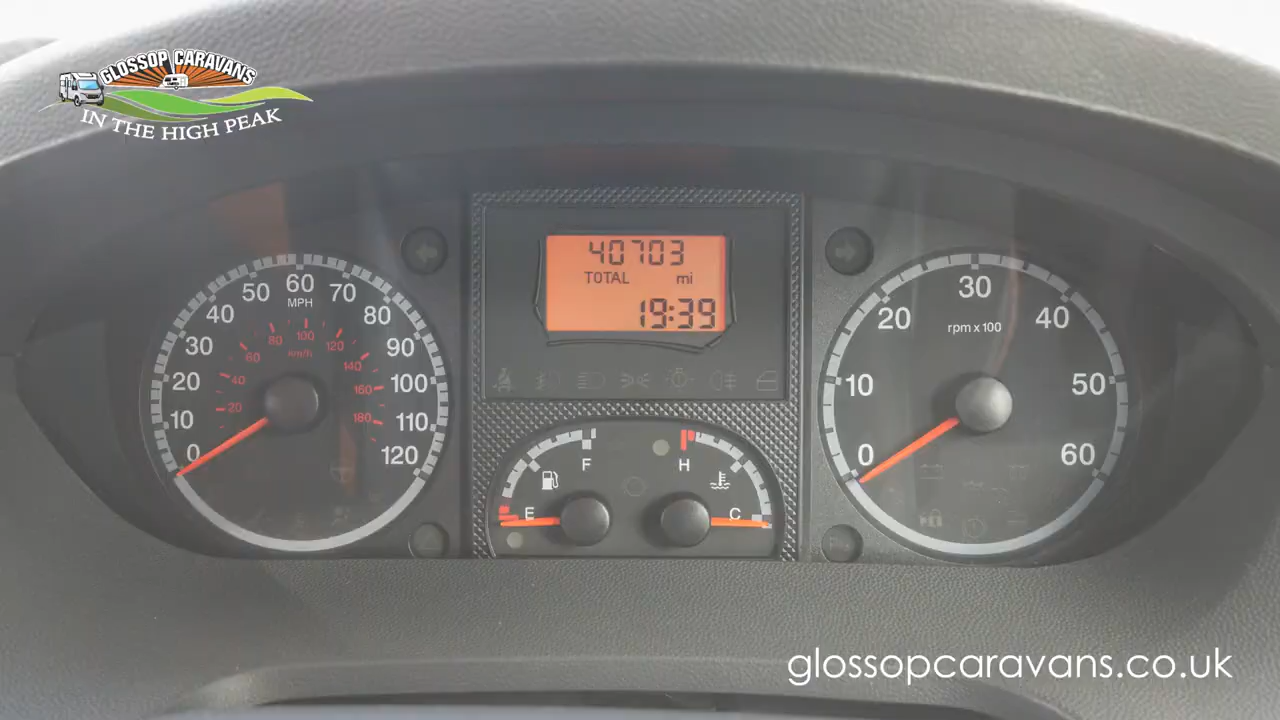 GLOSSOP CARAVANS
IN THE HIGH PEAK
40703
TOTAL mi
19:39
0 10 20 30 40 50 60 70 80 90 100 110 120
MPH
20 40 60 80 100 120 140 160 180
km/h
0 10 20 30 40 50 60
rpm x 100
E F
H C
glossopcaravans.co.uk